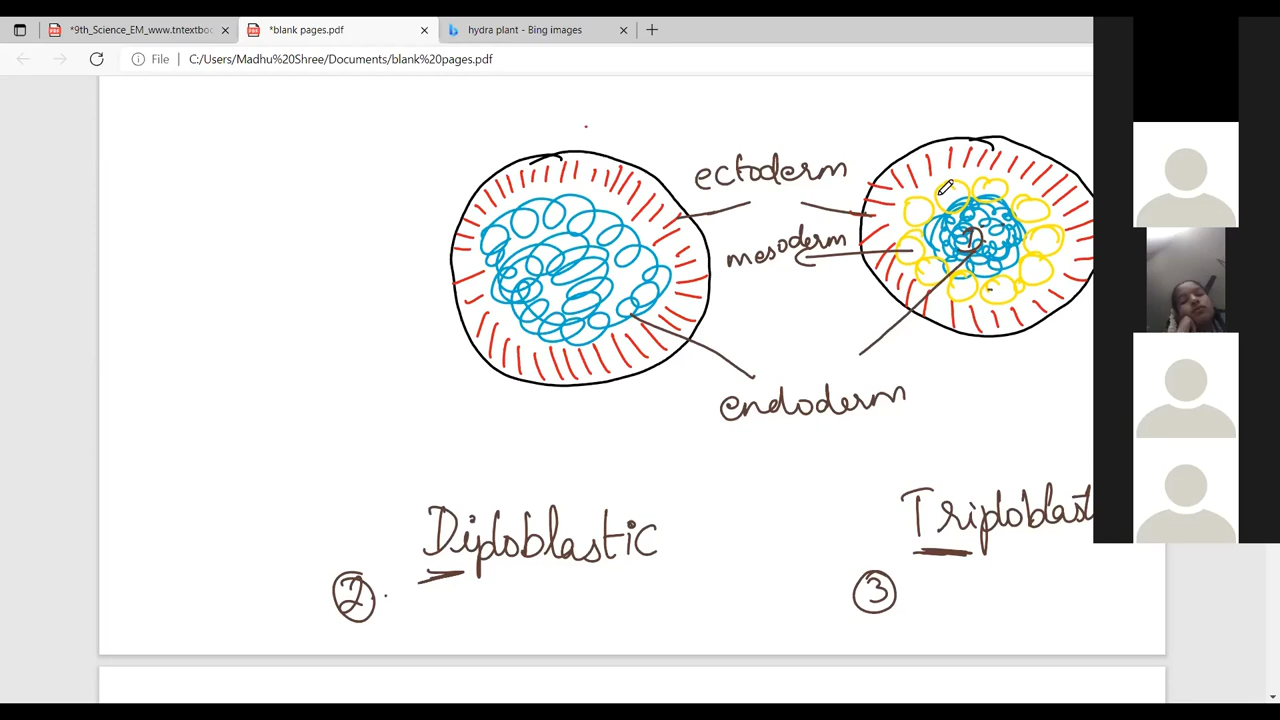 *9th_Science_EM_www.tntextbo
*blank pages.pdf
hydra plant - Bing images
File
C:/Users/Madhu%20Shree/Documents/blank%20pages.pdf
ectoderm
mesoderm
endoderm
Diploblastic
Triploblast
2
3